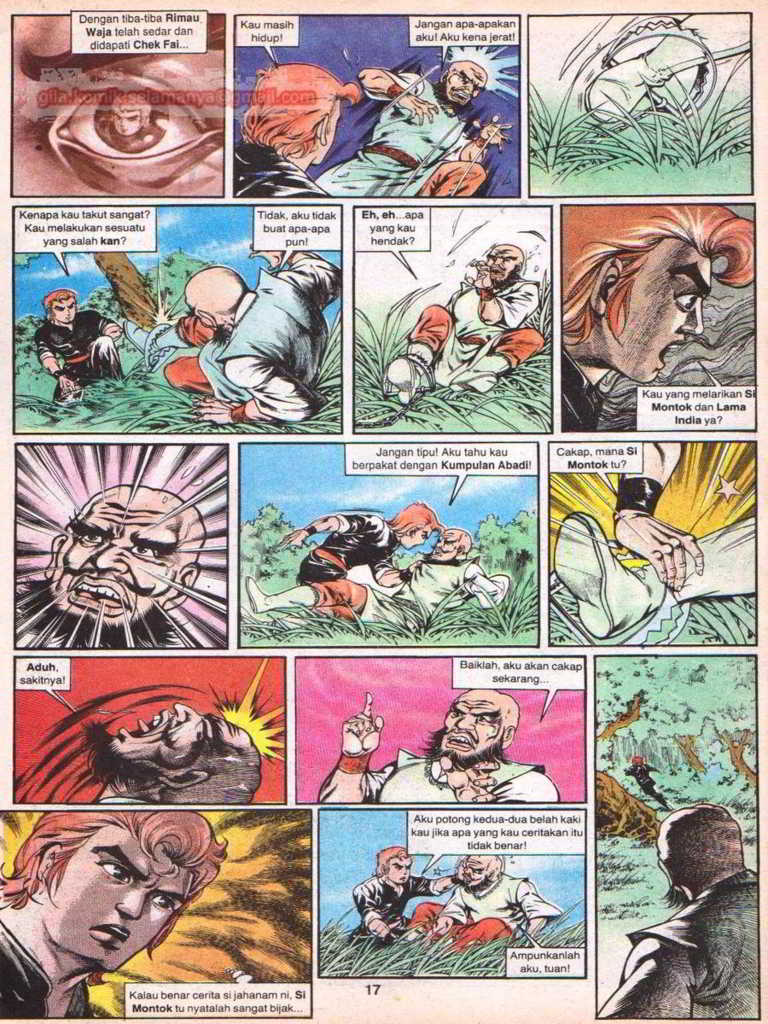 Dengan tiba-tiba Rimau
Waja telah sedar dan
didapati Chek Fai...
gila.komik.selamanya@gmail.com
Kau masih
hidup!
Jangan apa-apakan
aku! Aku kena jerat!
Kenapa kau takut sangat?
Kau melakukan sesuatu
yang salah kan?
Tidak, aku tidak
buat apa-apa
pun!
Eh, eh...apa
yang kau
hendak?
Kau yang melarikan Si
Montok dan Lama
India ya?
Jangan tipu! Aku tahu kau
berpakat dengan Kumpulan Abadi!
Cakap, mana Si
Montok tu?
Aduh,
sakitnya!
Baiklah, aku akan cakap
sekarang...
Kalau benar cerita si jahanam ni, Si
Montok tu nyatalah sangat bijak...
Aku potong kedua-dua belah kaki
kau jika apa yang kau ceritakan itu
tidak benar!
Ampunkanlah
aku, tuan!
17